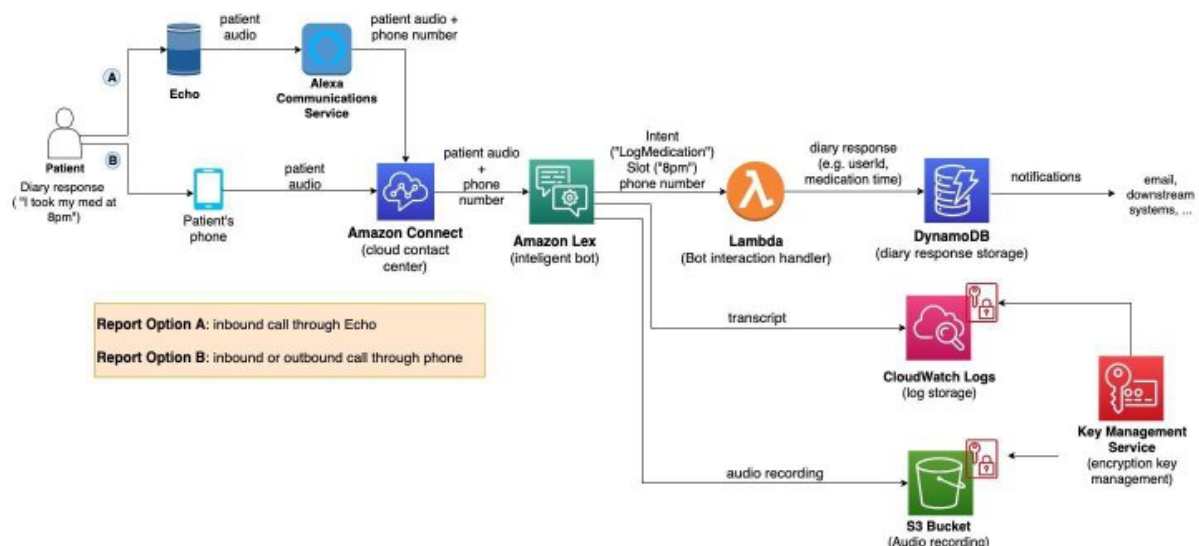 patient
audio
patient audio +
phone number
A
Echo
Alexa
Communications
Service
B
Patient
Diary response
( "I took my med at
8pm")
Patient's
phone
patient
audio
Amazon Connect
(cloud contact
center)
patient audio
+
phone
number
Amazon Lex
(inteligent bot)
Intent
("LogMedication")
Slot ("8pm")
phone number
λ
Lambda
(Bot interaction handler)
diary response
(e.g. userId,
medication time)
DynamoDB
(diary response storage)
notifications
email,
downstream
systems, ...
Report Option A: inbound call through Echo
Report Option B: inbound or outbound call through phone
transcript
CloudWatch Logs
(log storage)
Key Management
Service
(encryption key
management)
audio recording
S3 Bucket
(Audio recording)